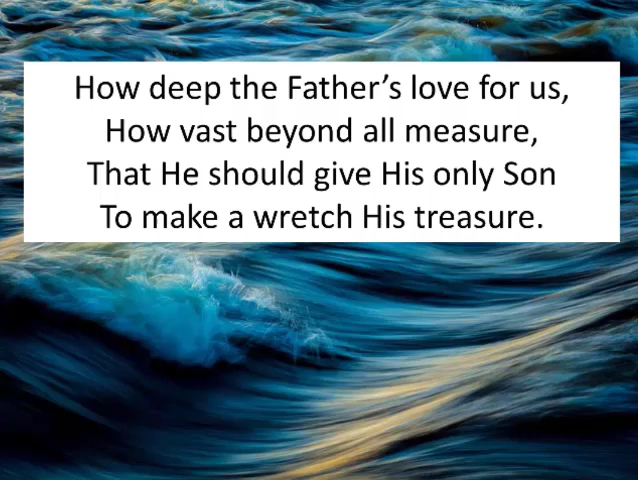 How deep the Father’s love for us,
How vast beyond all measure,
That He should give His only Son
To make a wretch His treasure.